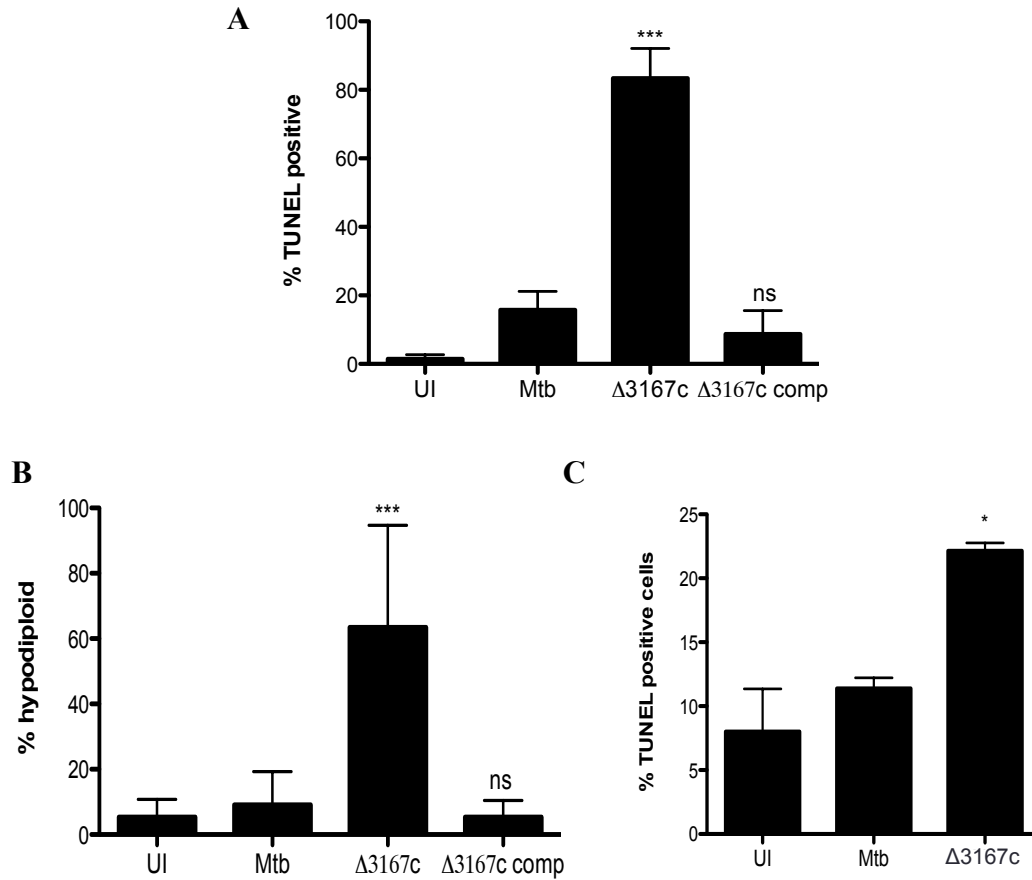 A
% TUNEL positive
100
80
60
40
20
0
***
ns
UI Mtb Δ3167c Δ3167c comp
B
% hypodiploid
100
80
60
40
20
0
***
ns
UI Mtb Δ3167c Δ3167c comp
C
% TUNEL positive cells
25
20
15
10
5
0
*
UI Mtb Δ3167c